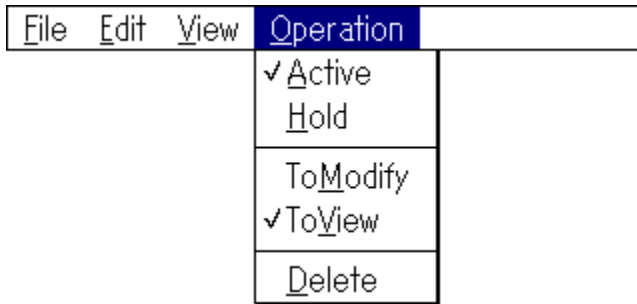 File Edit View Operation
✓Active
Hold
ToModify
✓ToView
Delete